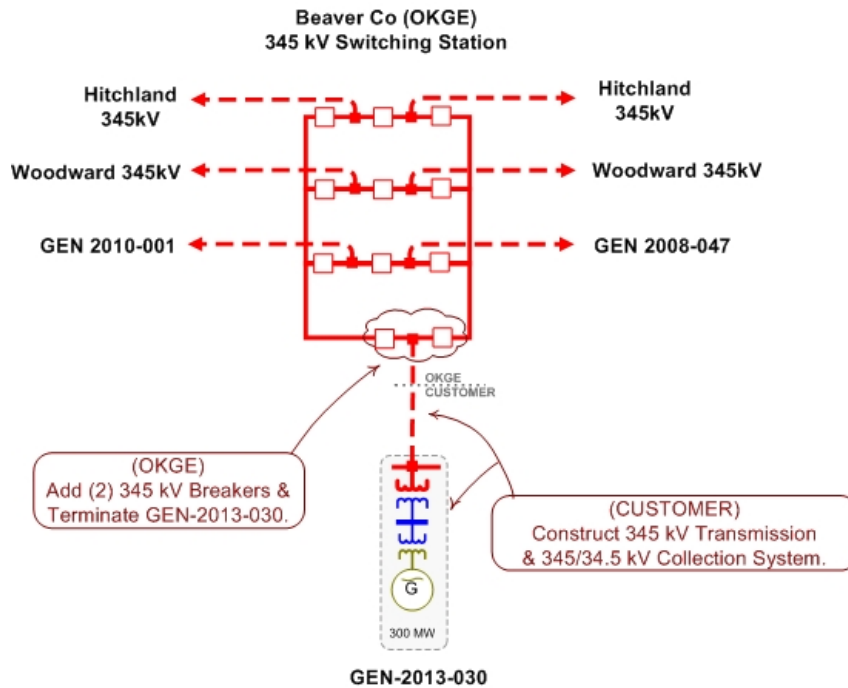 Beaver Co (OKGE)
345 kV Switching Station
Hitchland
345kV
Hitchland
345kV
Woodward 345kV
Woodward 345kV
GEN 2010-001
GEN 2008-047
OKGE
CUSTOMER
(OKGE)
Add (2) 345 kV Breakers &
Terminate GEN-2013-030.
(CUSTOMER)
Construct 345 kV Transmission
& 345/34.5 kV Collection System.
G
300 MW
GEN-2013-030